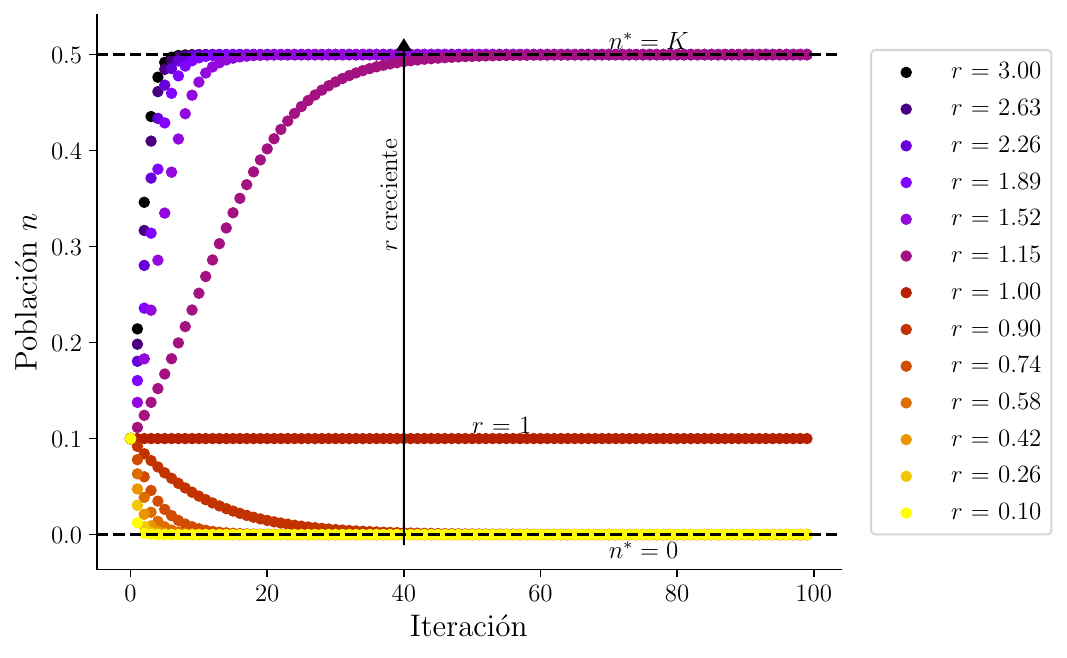 n* = K
0.5
0.4
0.3
0.2
0.1
0.0
Población n
r creciente
r = 1
n* = 0
0 20 40 60 80 100
Iteración
r = 3.00
r = 2.63
r = 2.26
r = 1.89
r = 1.52
r = 1.15
r = 1.00
r = 0.90
r = 0.74
r = 0.58
r = 0.42
r = 0.26
r = 0.10